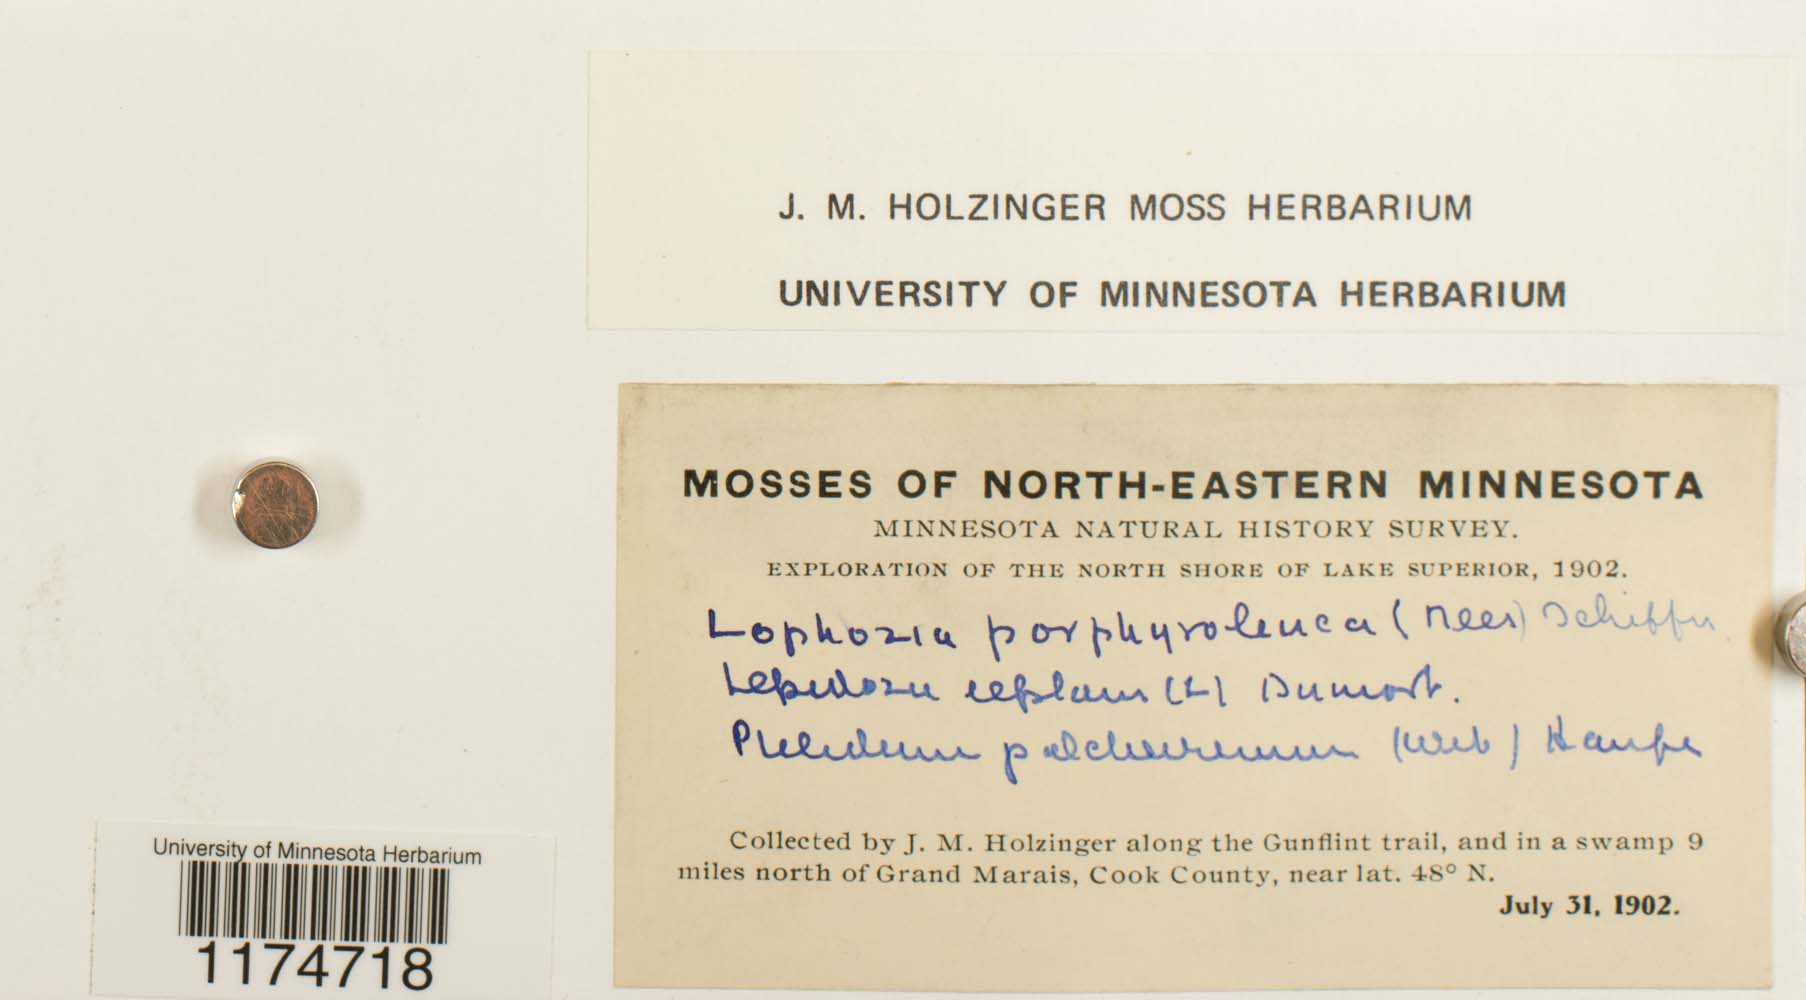 J. M. HOLZINGER MOSS HERBARIUM
UNIVERSITY OF MINNESOTA HERBARIUM
MOSSES OF NORTH-EASTERN MINNESOTA
MINNESOTA NATURAL HISTORY SURVEY.
EXPLORATION OF THE NORTH SHORE OF LAKE SUPERIOR, 1902.
Lophozia porphyroleuca (Nees) Schiffn.
Lepidozia reptans (L) Dumort.
Ptilidium pulcherrimum (Web) Hampe
Collected by J. M. Holzinger along the Gunflint trail, and in a swamp 9
miles north of Grand Marais, Cook County, near lat. 48° N.
July 31, 1902.
University of Minnesota Herbarium
1174718